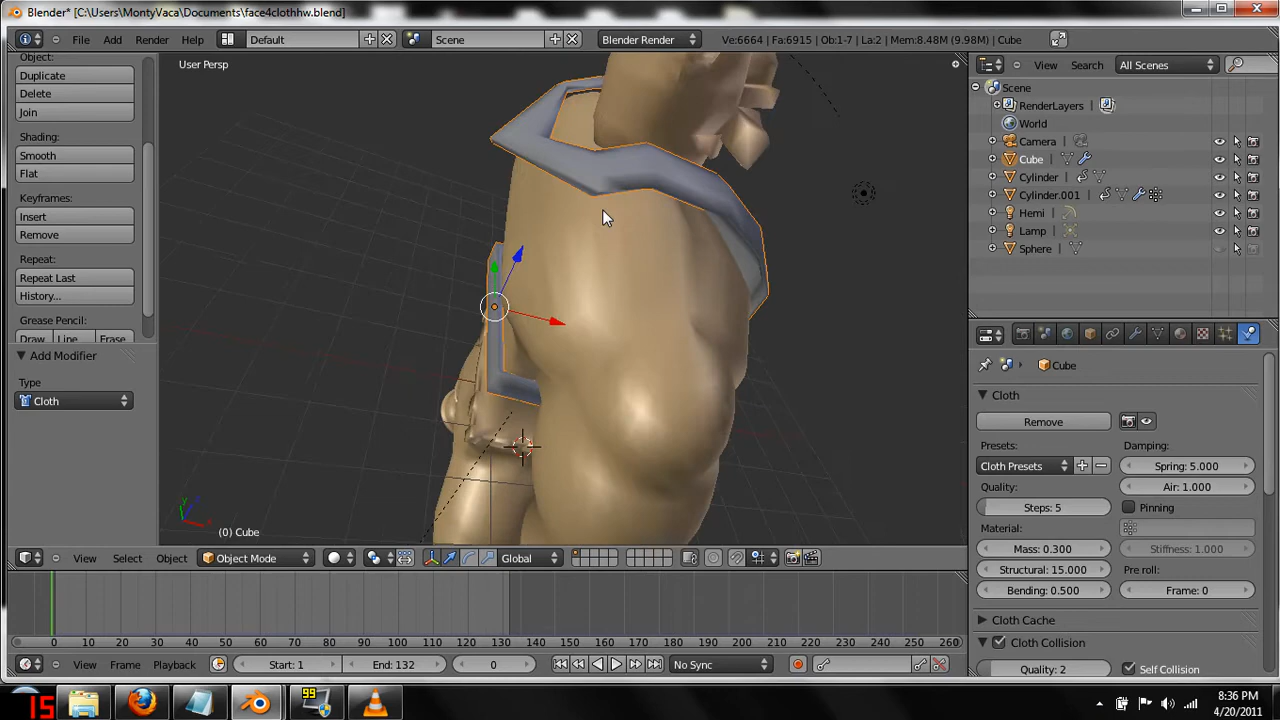 Blender* [C:\Users\MontyVaca\Documents\face4clothhw.blend]
File Add Render Help Default Scene Blender Render Ve:6664 | Fa:6915 | Ob:1-7 | La:2 | Mem:8.48M (9.98M) | Cube
Object:
Duplicate
Delete
Join
Shading:
Smooth
Flat
Keyframes:
Insert
Remove
Repeat:
Repeat Last
History...
Grease Pencil:
Draw Line Erase
Add Modifier
Type
Cloth
User Persp
(0) Cube
View Select Object Object Mode Global
0 10 20 30 40 50 60 70 80 90 100 110 120 130 140 150 160 170 180 190 200 210 220 230 240 250 260
View Frame Playback Start: 1 End: 132 0 No Sync
View Search All Scenes
Scene
RenderLayers
World
Camera
Cube
Cylinder
Cylinder.001
Hemi
Lamp
Sphere
Cube
Cloth
Remove
Presets: Damping:
Cloth Presets Spring: 5.000
Quality: Air: 1.000
Steps: 5 Pinning
Material:
Mass: 0.300 Stiffness: 1.000
Structural: 15.000 Pre roll:
Bending: 0.500 Frame: 0
Cloth Cache
Cloth Collision
Quality: 2 Self Collision
15 99 8:36 PM
4/20/2011